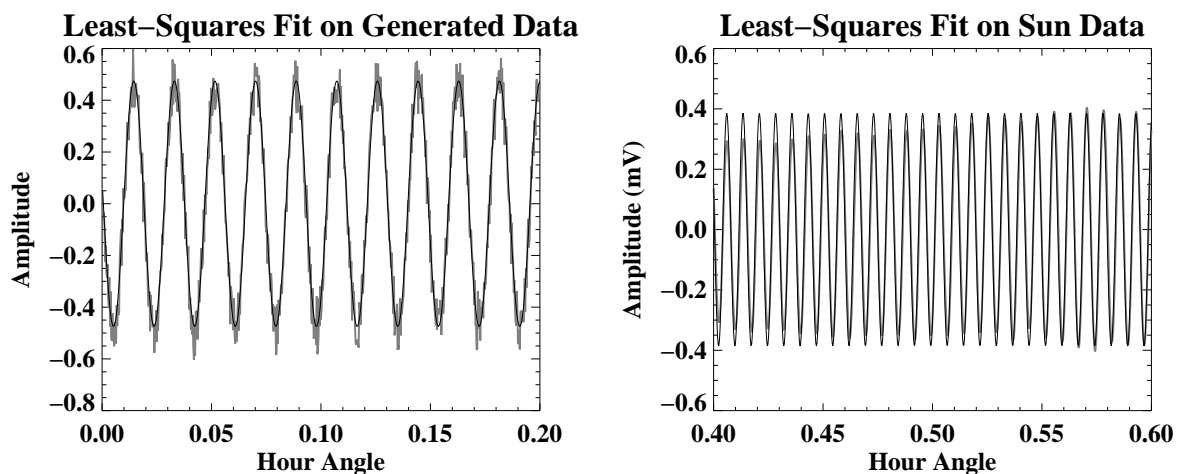 Least–Squares Fit on Generated Data
0.6
0.4
0.2
0.0
−0.2
−0.4
−0.6
−0.8
Amplitude
0.00 0.05 0.10 0.15 0.20
Hour Angle
Least–Squares Fit on Sun Data
0.6
0.4
0.2
0.0
−0.2
−0.4
−0.6
Amplitude (mV)
0.40 0.45 0.50 0.55 0.60
Hour Angle